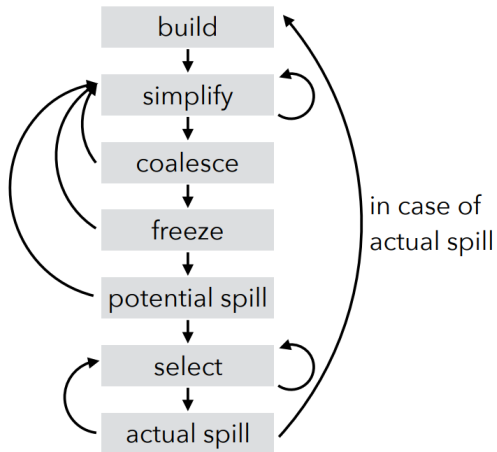 build
simplify
coalesce
freeze
in case of
actual spill
potential spill
select
actual spill